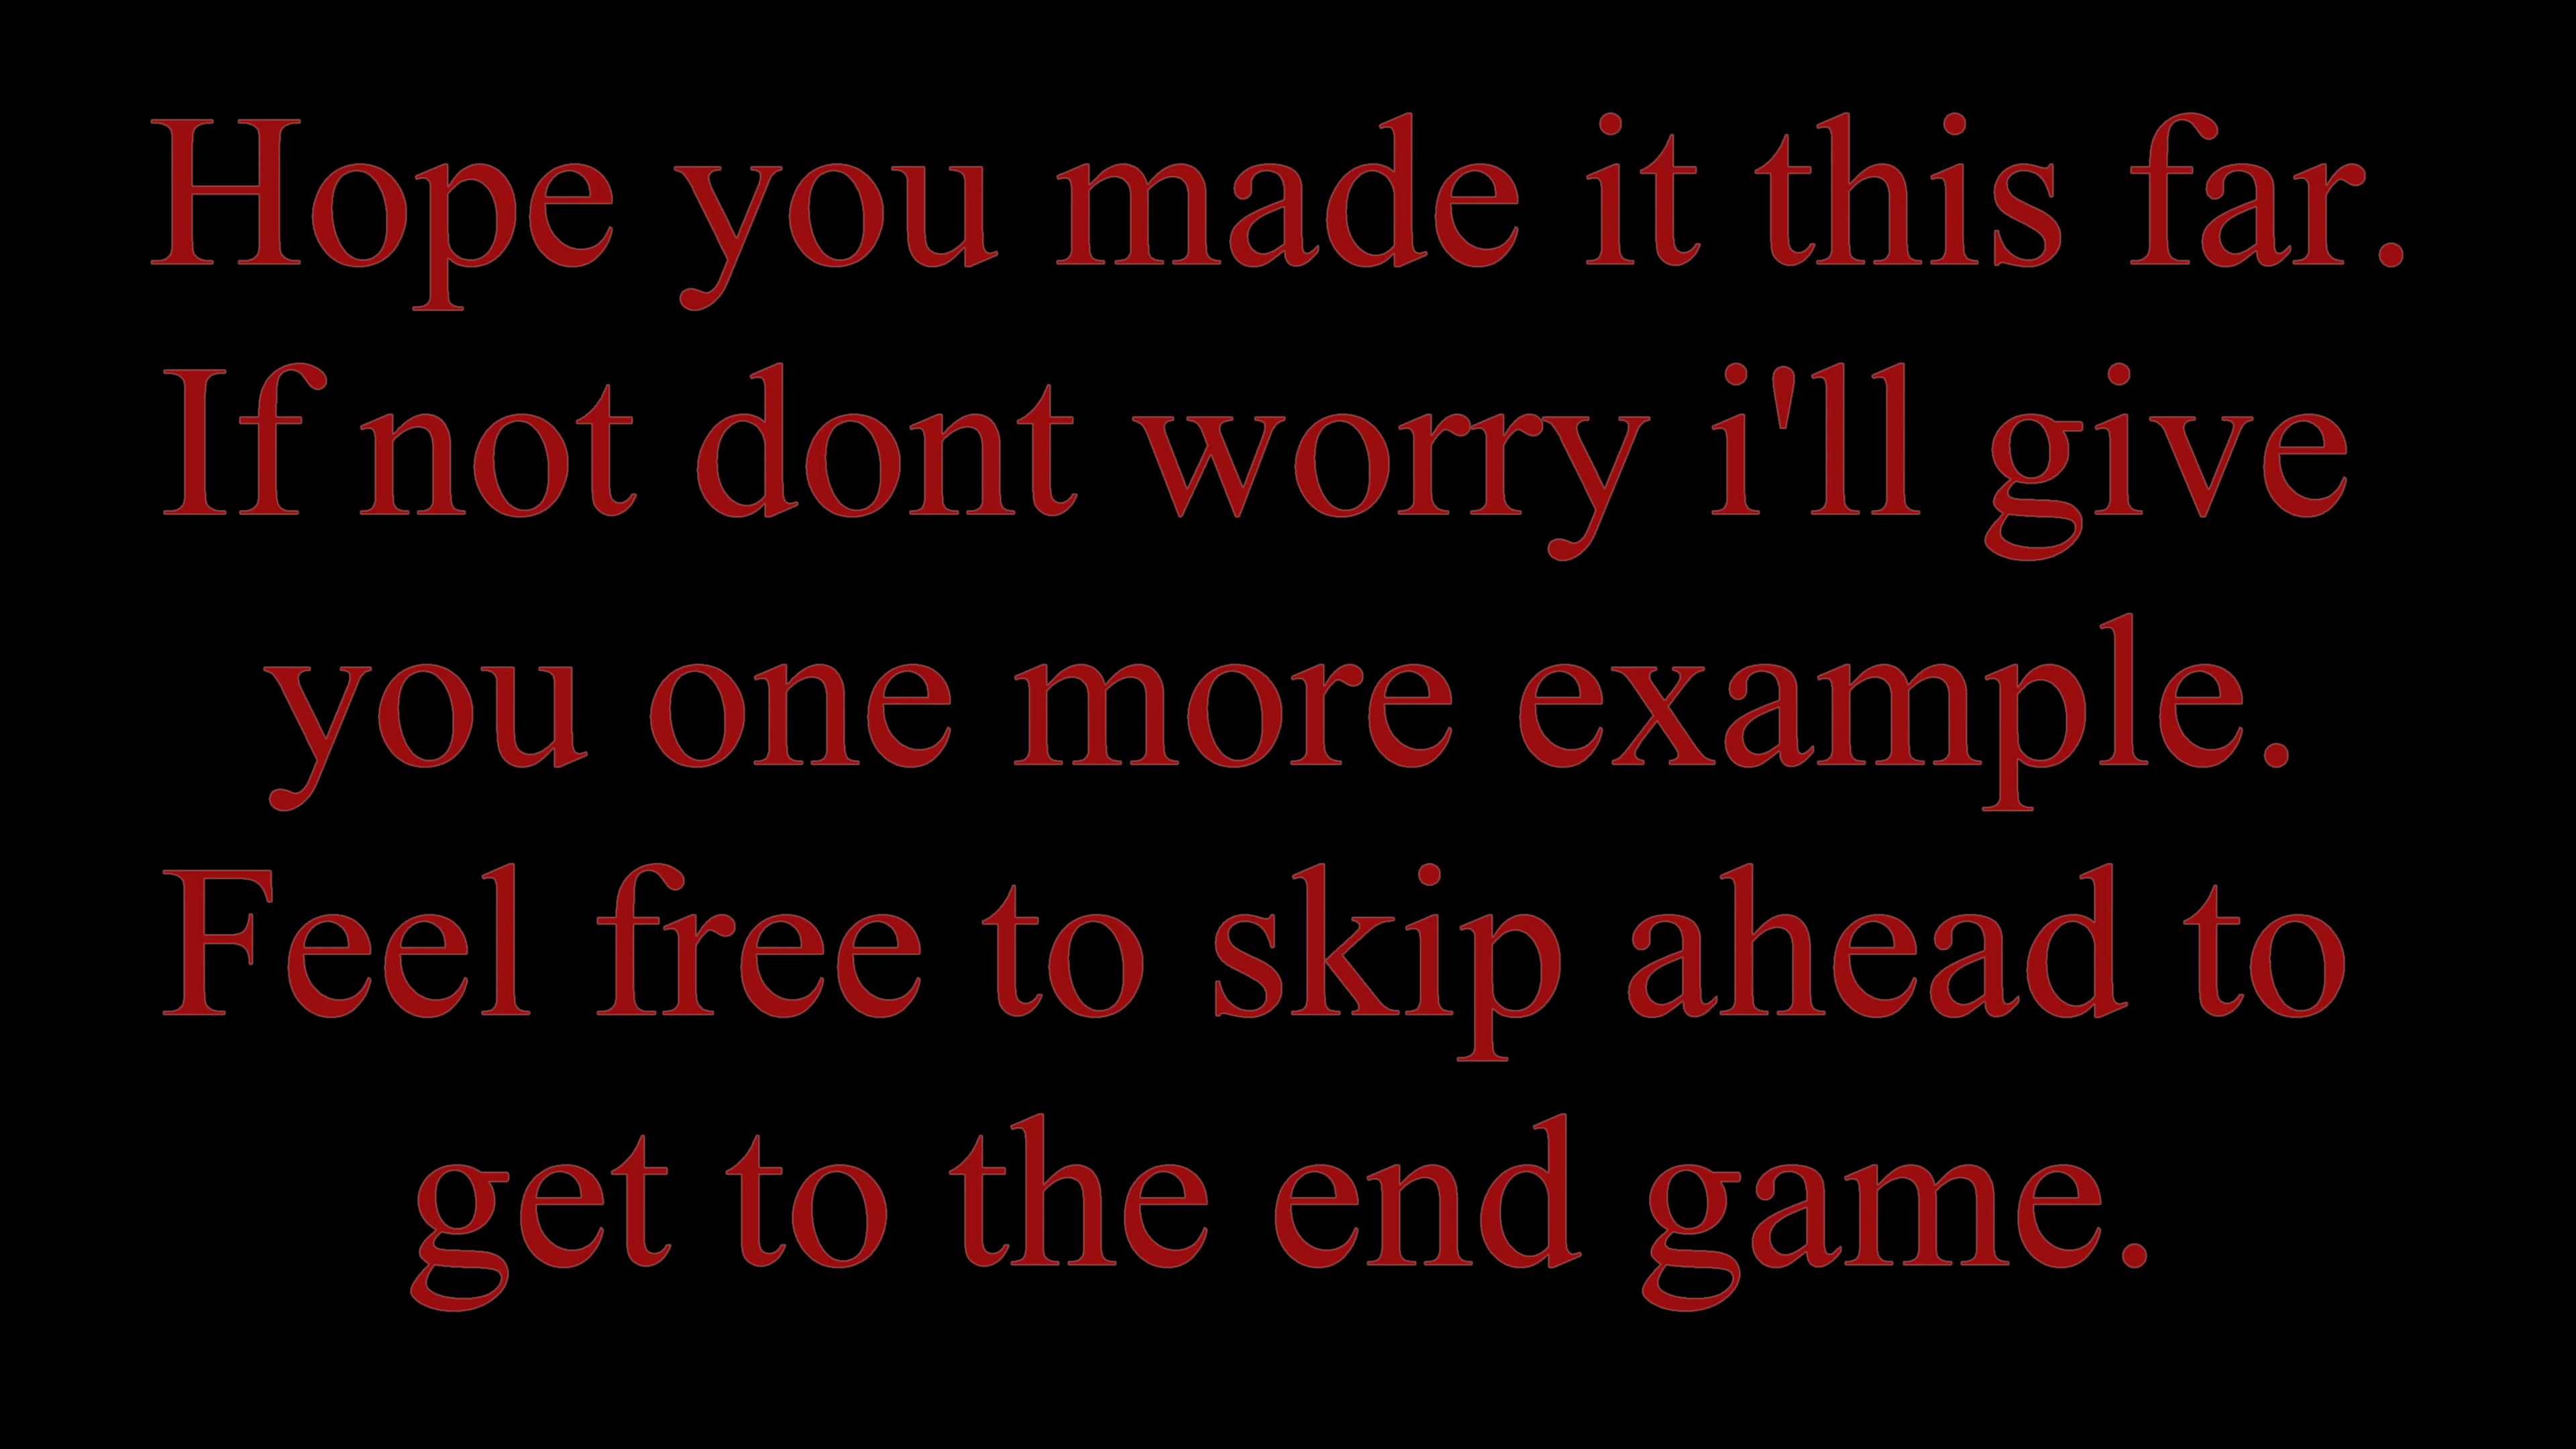 Hope you made it this far.
If not dont worry i'll give
you one more example.
Feel free to skip ahead to
get to the end game.